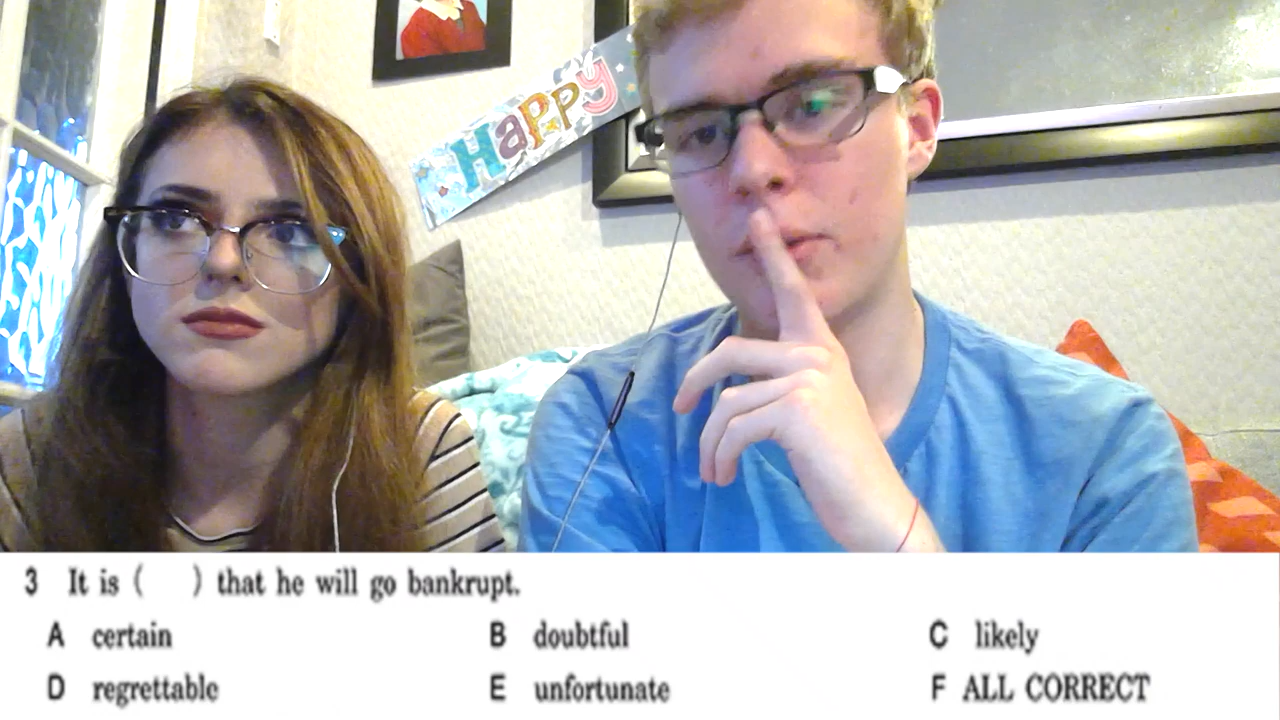 HaPPy
3 It is ( ) that he will go bankrupt.
A certain B doubtful C likely
D regrettable E unfortunate F ALL CORRECT